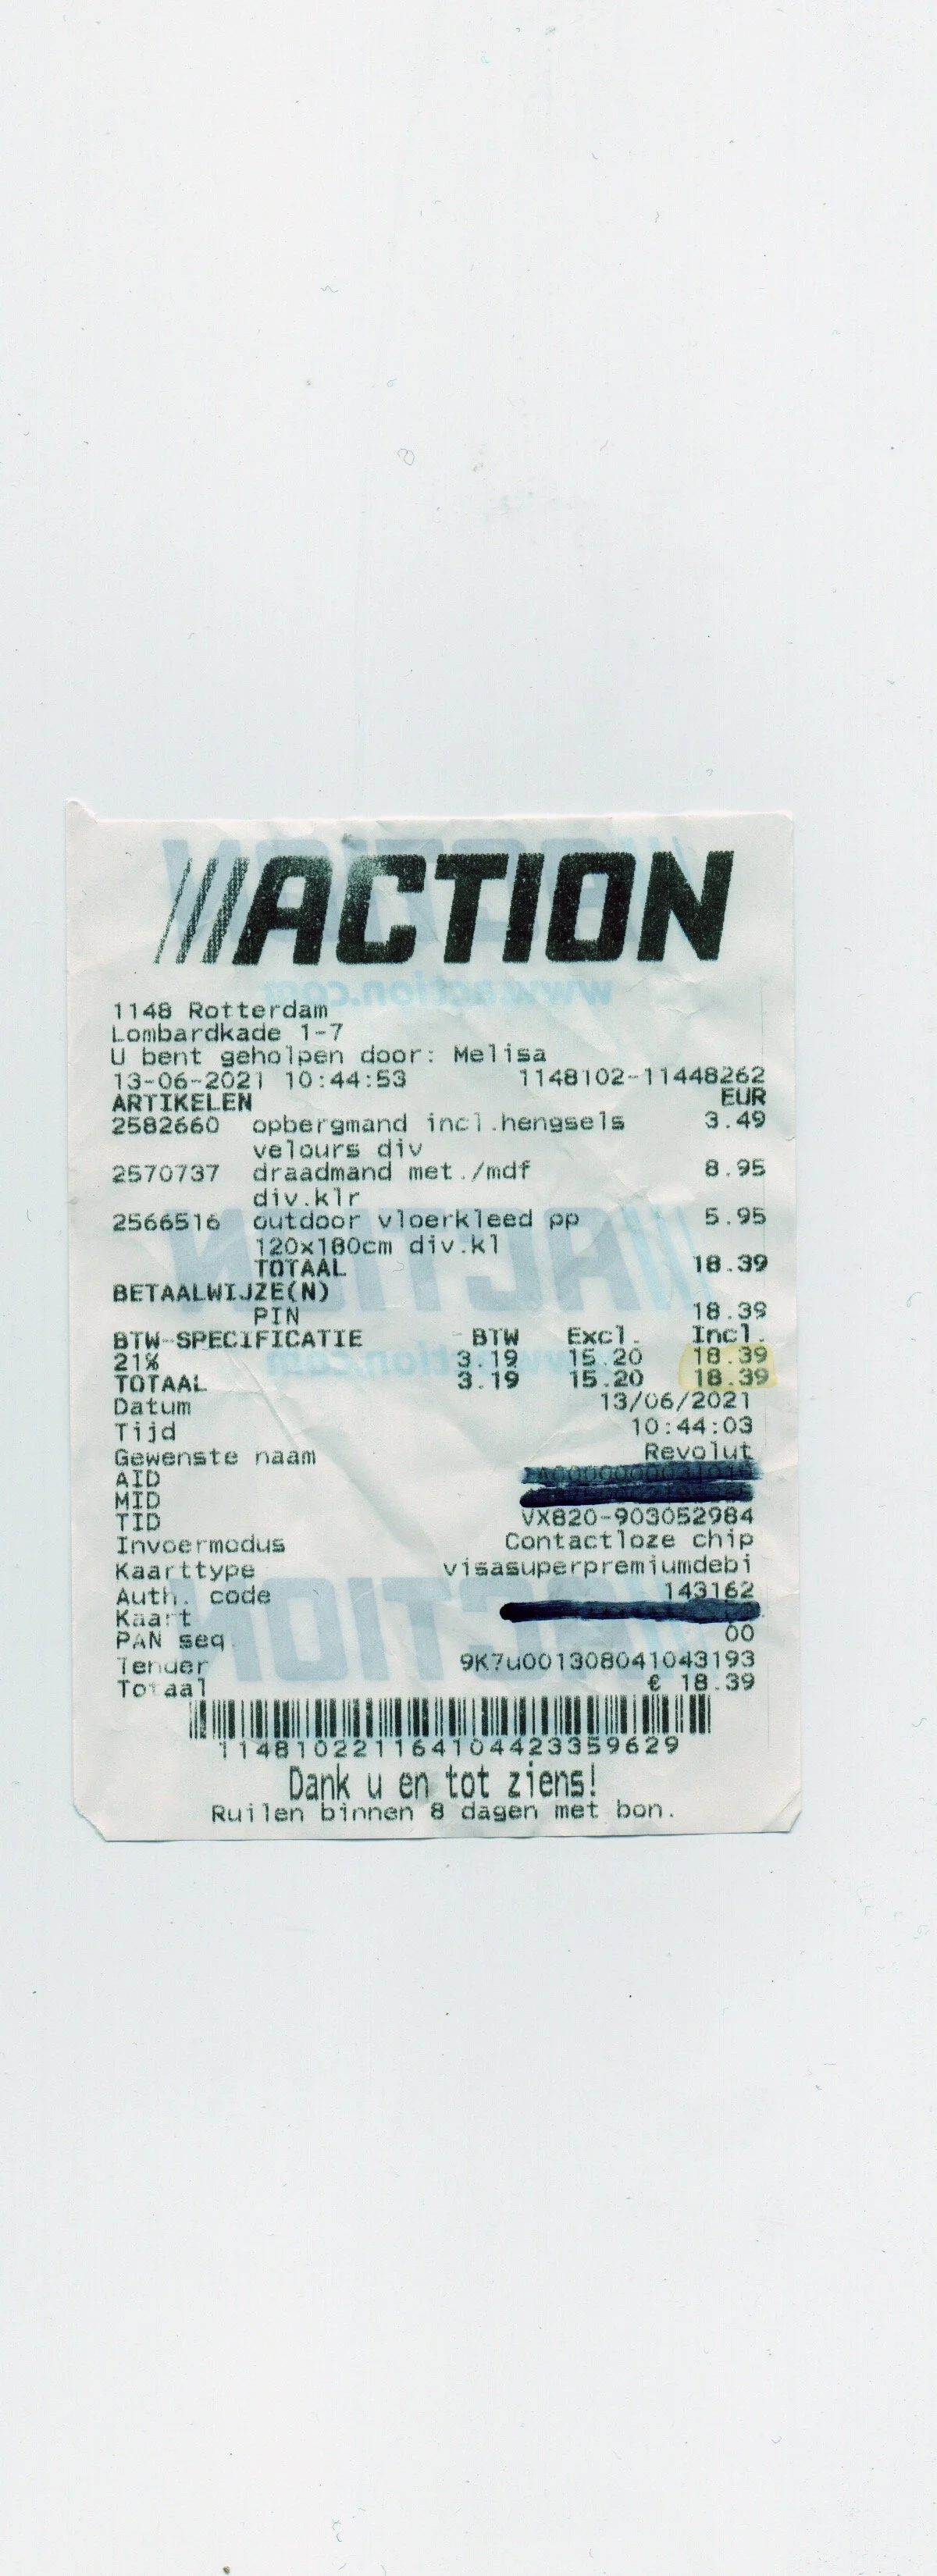 ACTION
1148 Rotterdam
Lombardkade 1-7
U bent geholpen door: Melisa
13-06-2021 10:44:53 1148102-11448262
ARTIKELEN EUR
2582660 opbergmand incl.hengsels 3.49
velours div
2570737 draadmand met./mdf 8.95
div.klr
2566516 outdoor vloerkleed pp 5.95
120x180cm div.kl
TOTAAL 18.39
BETAALWIJZE(N)
PIN 18.39
BTW-SPECIFICATIE BTW Excl. Incl.
21% 3.19 15.20 18.39
TOTAAL 3.19 15.20 18.39
Datum 13/06/2021
Tijd 10:44:03
Gewenste naam Revolut
AID
MID
TID VX820-903052984
Invoermodus Contactloze chip
Kaarttype visasuperpremiumdebi
Auth. code 143162
Kaart
PAN seq. 00
Tender 9K7u001308041043193
Totaal € 18.39
114810221164104423359629
Dank u en tot ziens!
Ruilen binnen 8 dagen met bon.